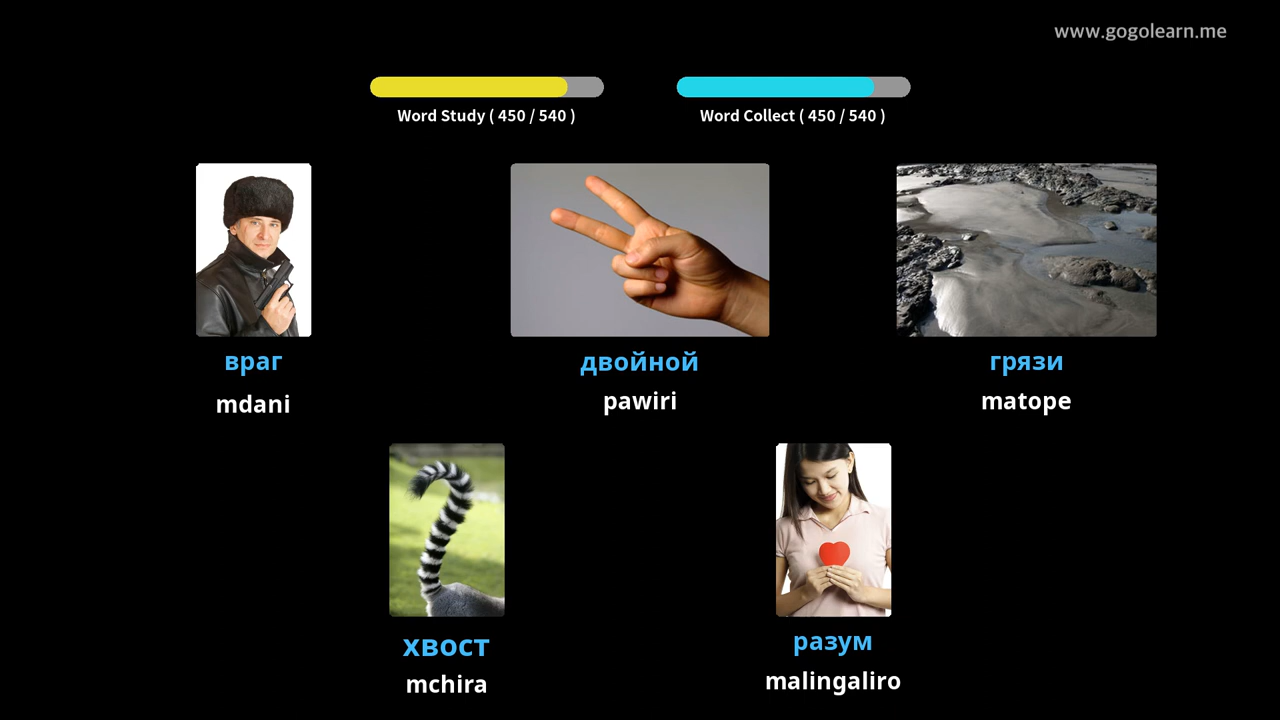 www.gogolearn.me
Word Study ( 450 / 540 )
Word Collect ( 450 / 540 )
враг
mdani
двойной
pawiri
грязи
matope
хвост
mchira
разум
malingaliro